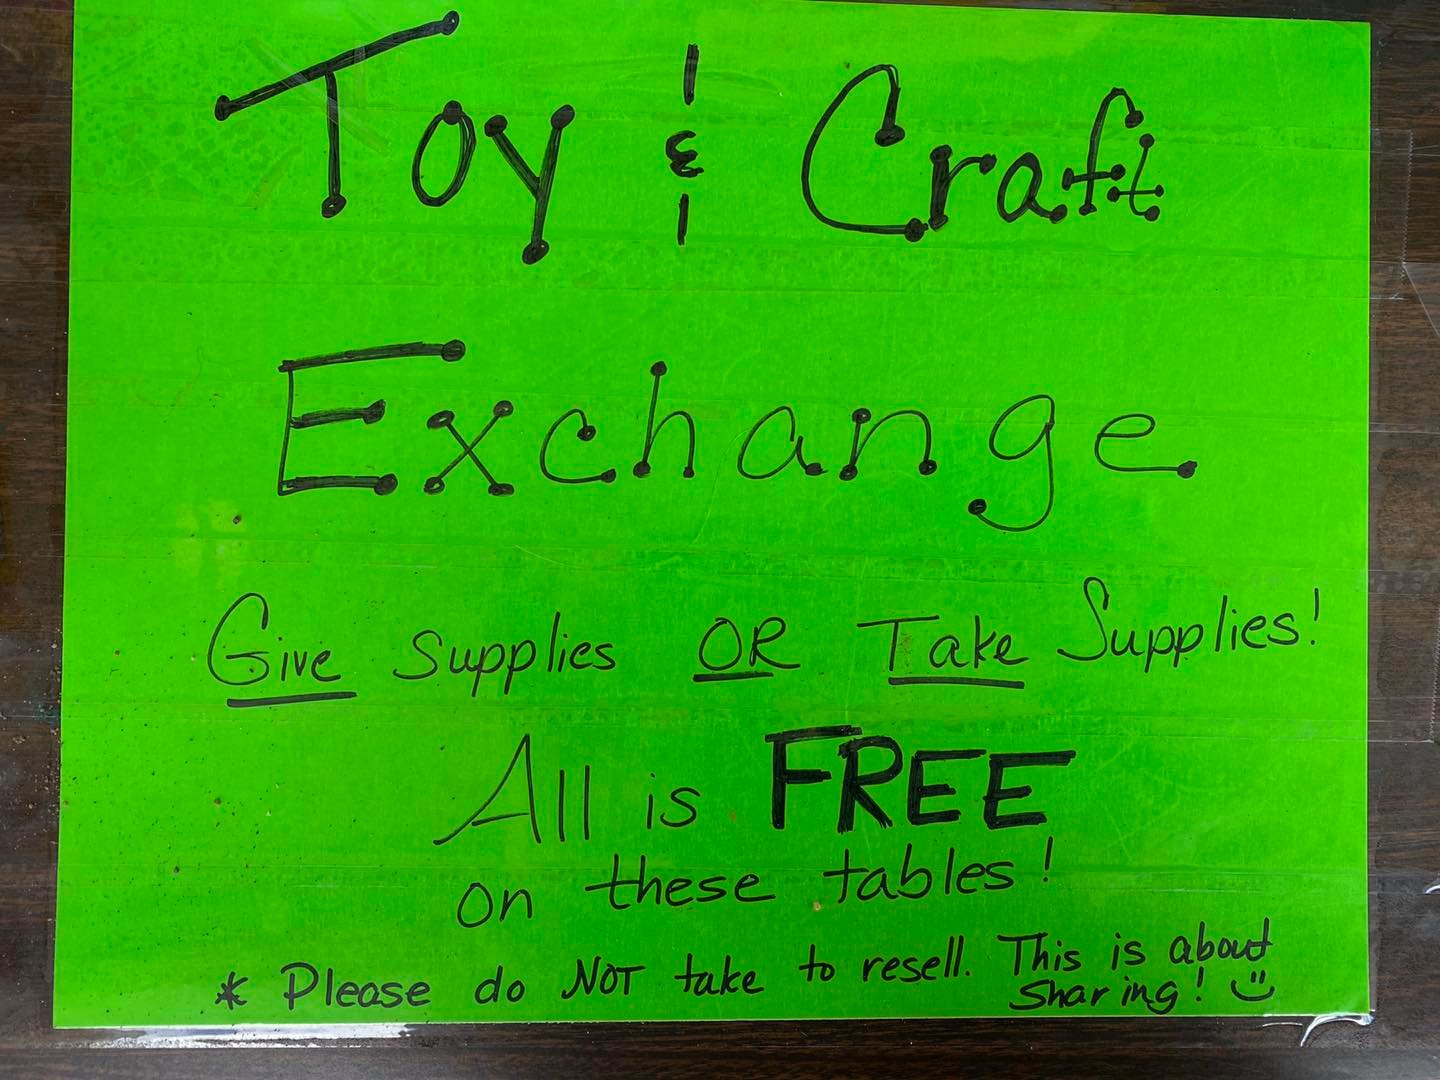 Toy & Craft
Exchange
Give supplies OR Take Supplies!
All is FREE
on these tables!
* Please do NOT take to resell. This is about
sharing! :)